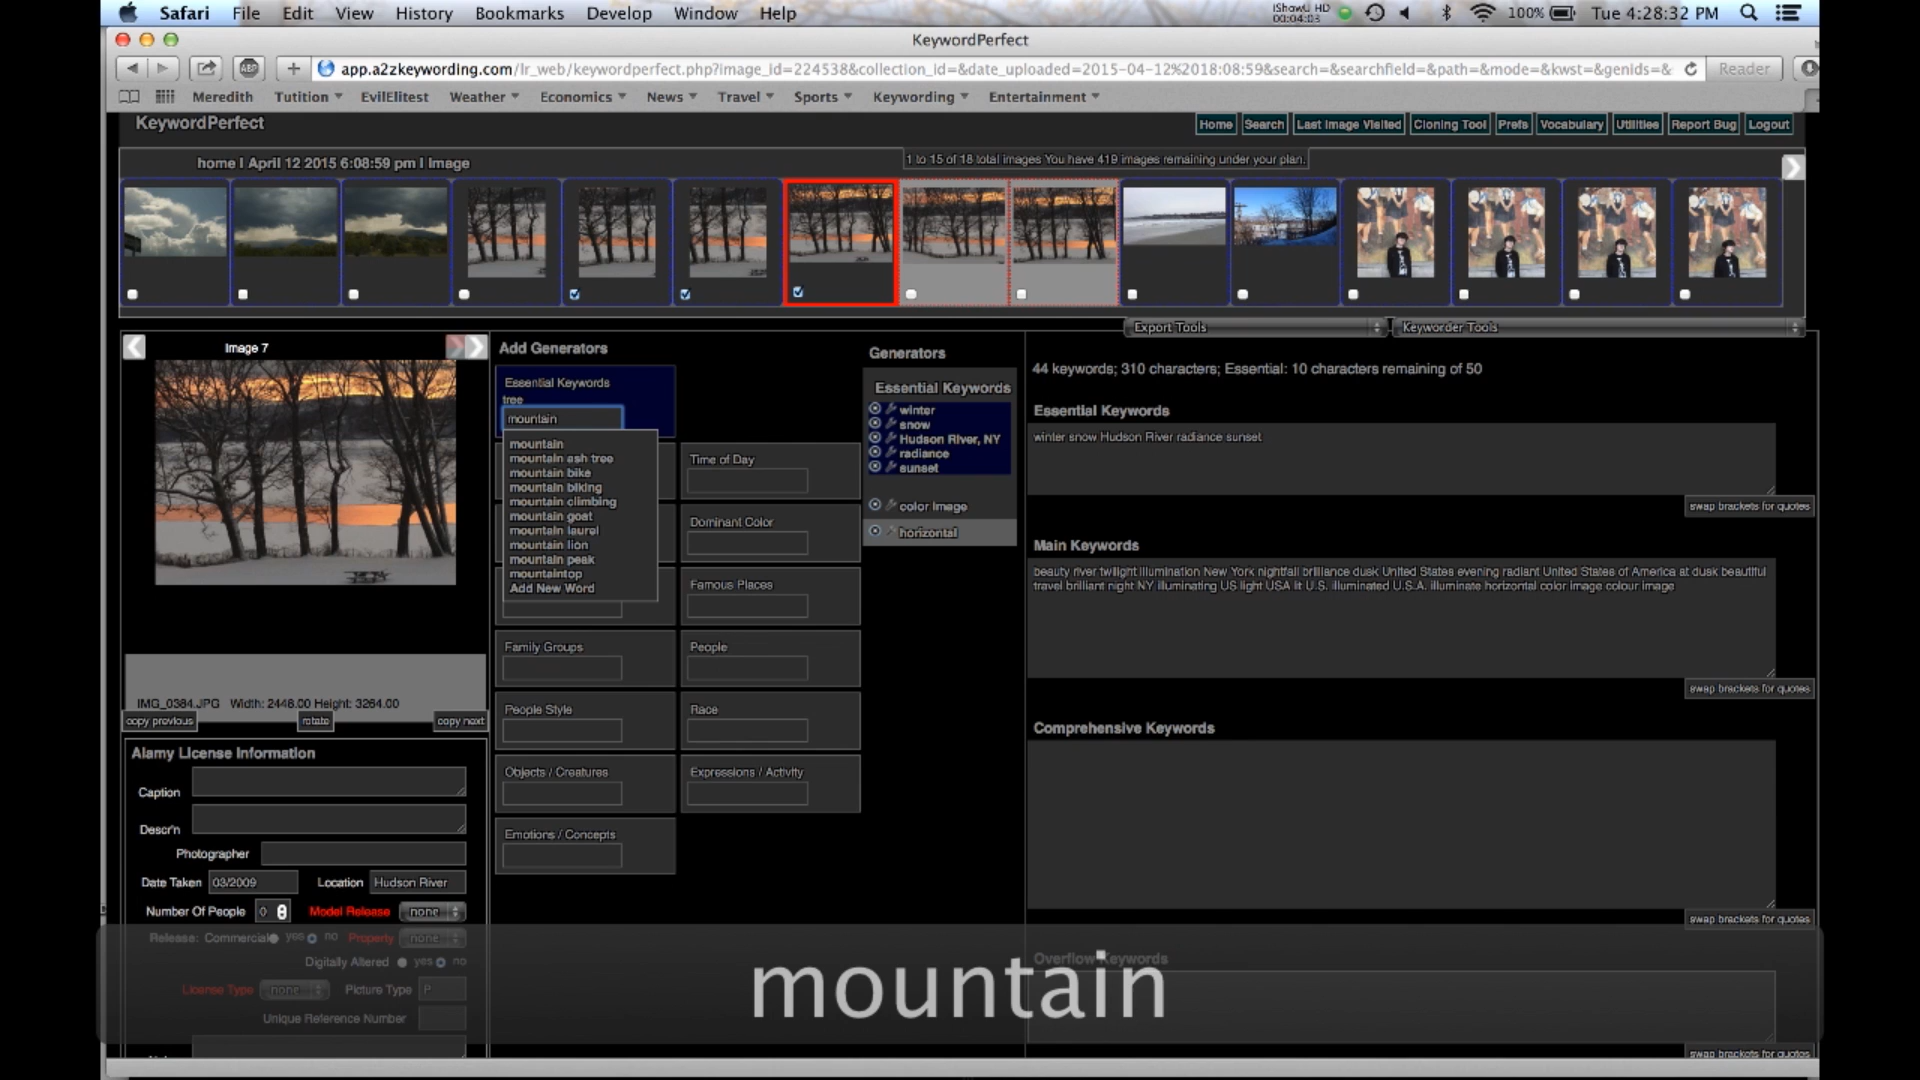 Safari File Edit View History Bookmarks Develop Window Help
iShowU HD
00:04:03
100% Tue 4:28:32 PM
KeywordPerfect
ABP
app.a2zkeywording.com/lr_web/keywordperfect.php?image_id=224538&collection_id=&date_uploaded=2015-04-12%2018:08:59&search=&searchfield=&path=&mode=&kwst=&genids=&
Reader
Meredith Tutition EvilElitest Weather Economics News Travel Sports Keywording Entertainment
KeywordPerfect
Home Search Last Image Visited Cloning Tool Prefs Vocabulary Utilities Report Bug Logout
home | April 12 2015 6:08:59 pm | Image
1 to 15 of 18 total images You have 419 images remaining under your plan.
Export Tools
Keyworder Tools
Image 7
IMG_0384.JPG Width: 2448.00 Height: 3264.00
copy previous rotate copy next
Alamy License Information
Caption
Descr'n
Photographer
Date Taken 03/2009 Location Hudson River
Number Of People 0 Model Release none
Release: Commercial yes no Property none
Digitally Altered yes no
License Type none Picture Type P
Unique Reference Number
Add Generators
Essential Keywords
tree
mountain
mountain
mountain ash tree
mountain bike
mountain biking
mountain climbing
mountain goat
mountain laurel
mountain lion
mountain peak
mountaintop
Add New Word
Time of Day
Dominant Color
Famous Places
Family Groups
People
People Style
Race
Objects / Creatures
Expressions / Activity
Emotions / Concepts
Generators
Essential Keywords
winter
snow
Hudson River, NY
radiance
sunset
color image
horizontal
44 keywords; 310 characters; Essential: 10 characters remaining of 50
Essential Keywords
winter snow Hudson River radiance sunset
swap brackets for quotes
Main Keywords
beauty river twilight illumination New York nightfall brilliance dusk United States evening radiant United States of America at dusk beautiful
travel brilliant night NY illuminating US light USA lit U.S. illuminated U.S.A. illuminate horizontal color image colour image
swap brackets for quotes
Comprehensive Keywords
swap brackets for quotes
Overflow Keywords
swap brackets for quotes
mountain